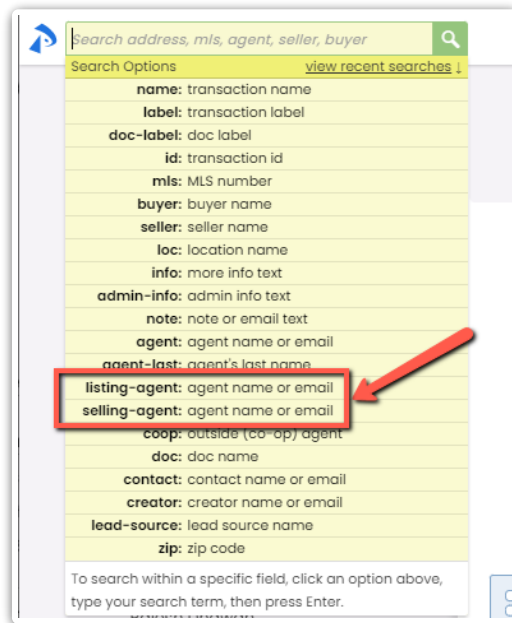 Search address, mls, agent, seller, buyer
Search Options view recent searches ↓
name: transaction name
label: transaction label
doc-label: doc label
id: transaction id
mls: MLS number
buyer: buyer name
seller: seller name
loc: location name
info: more info text
admin-info: admin info text
note: note or email text
agent: agent name or email
agent-last: agent's last name
listing-agent: agent name or email
selling-agent: agent name or email
coop: outside (co-op) agent
doc: doc name
contact: contact name or email
creator: creator name or email
lead-source: lead source name
zip: zip code
To search within a specific field, click an option above,
type your search term, then press Enter.